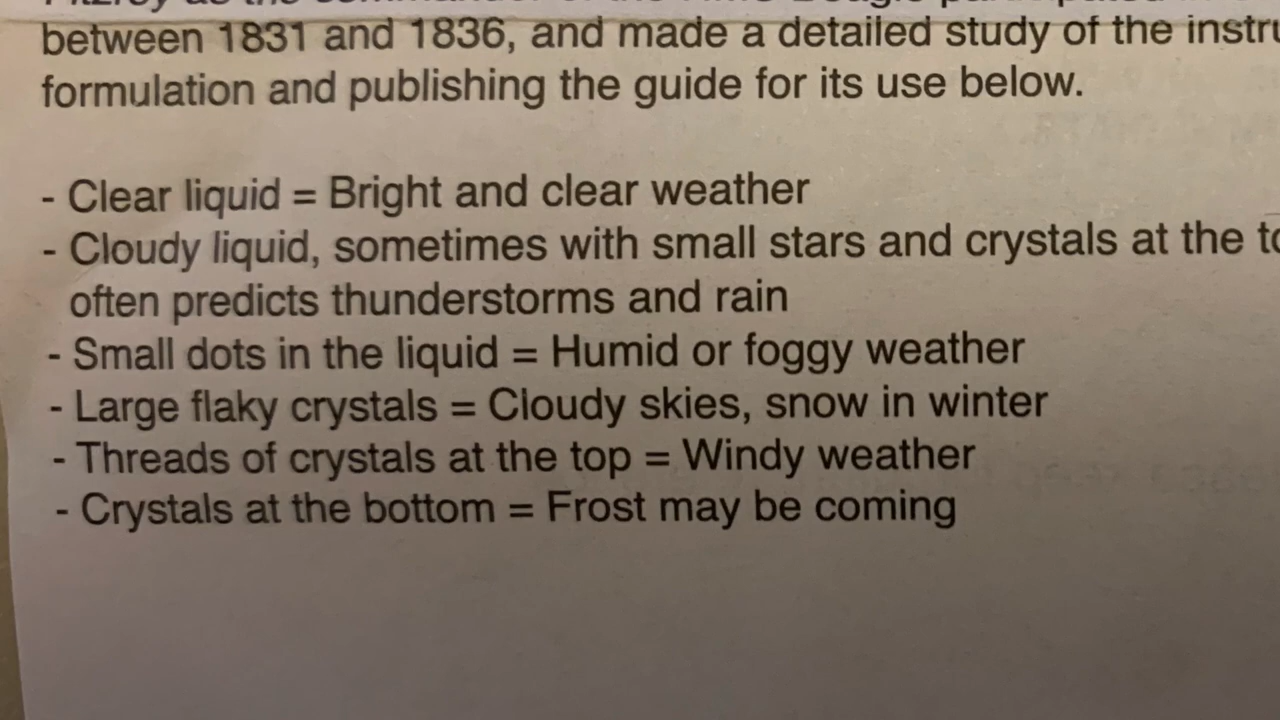 between 1831 and 1836, and made a detailed study of the
formulation and publishing the guide for its use below.
- Clear liquid = Bright and clear weather
- Cloudy liquid, sometimes with small stars and crystals at the
often predicts thunderstorms and rain
- Small dots in the liquid = Humid or foggy weather
- Large flaky crystals = Cloudy skies, snow in winter
- Threads of crystals at the top = Windy weather
- Crystals at the bottom = Frost may be coming